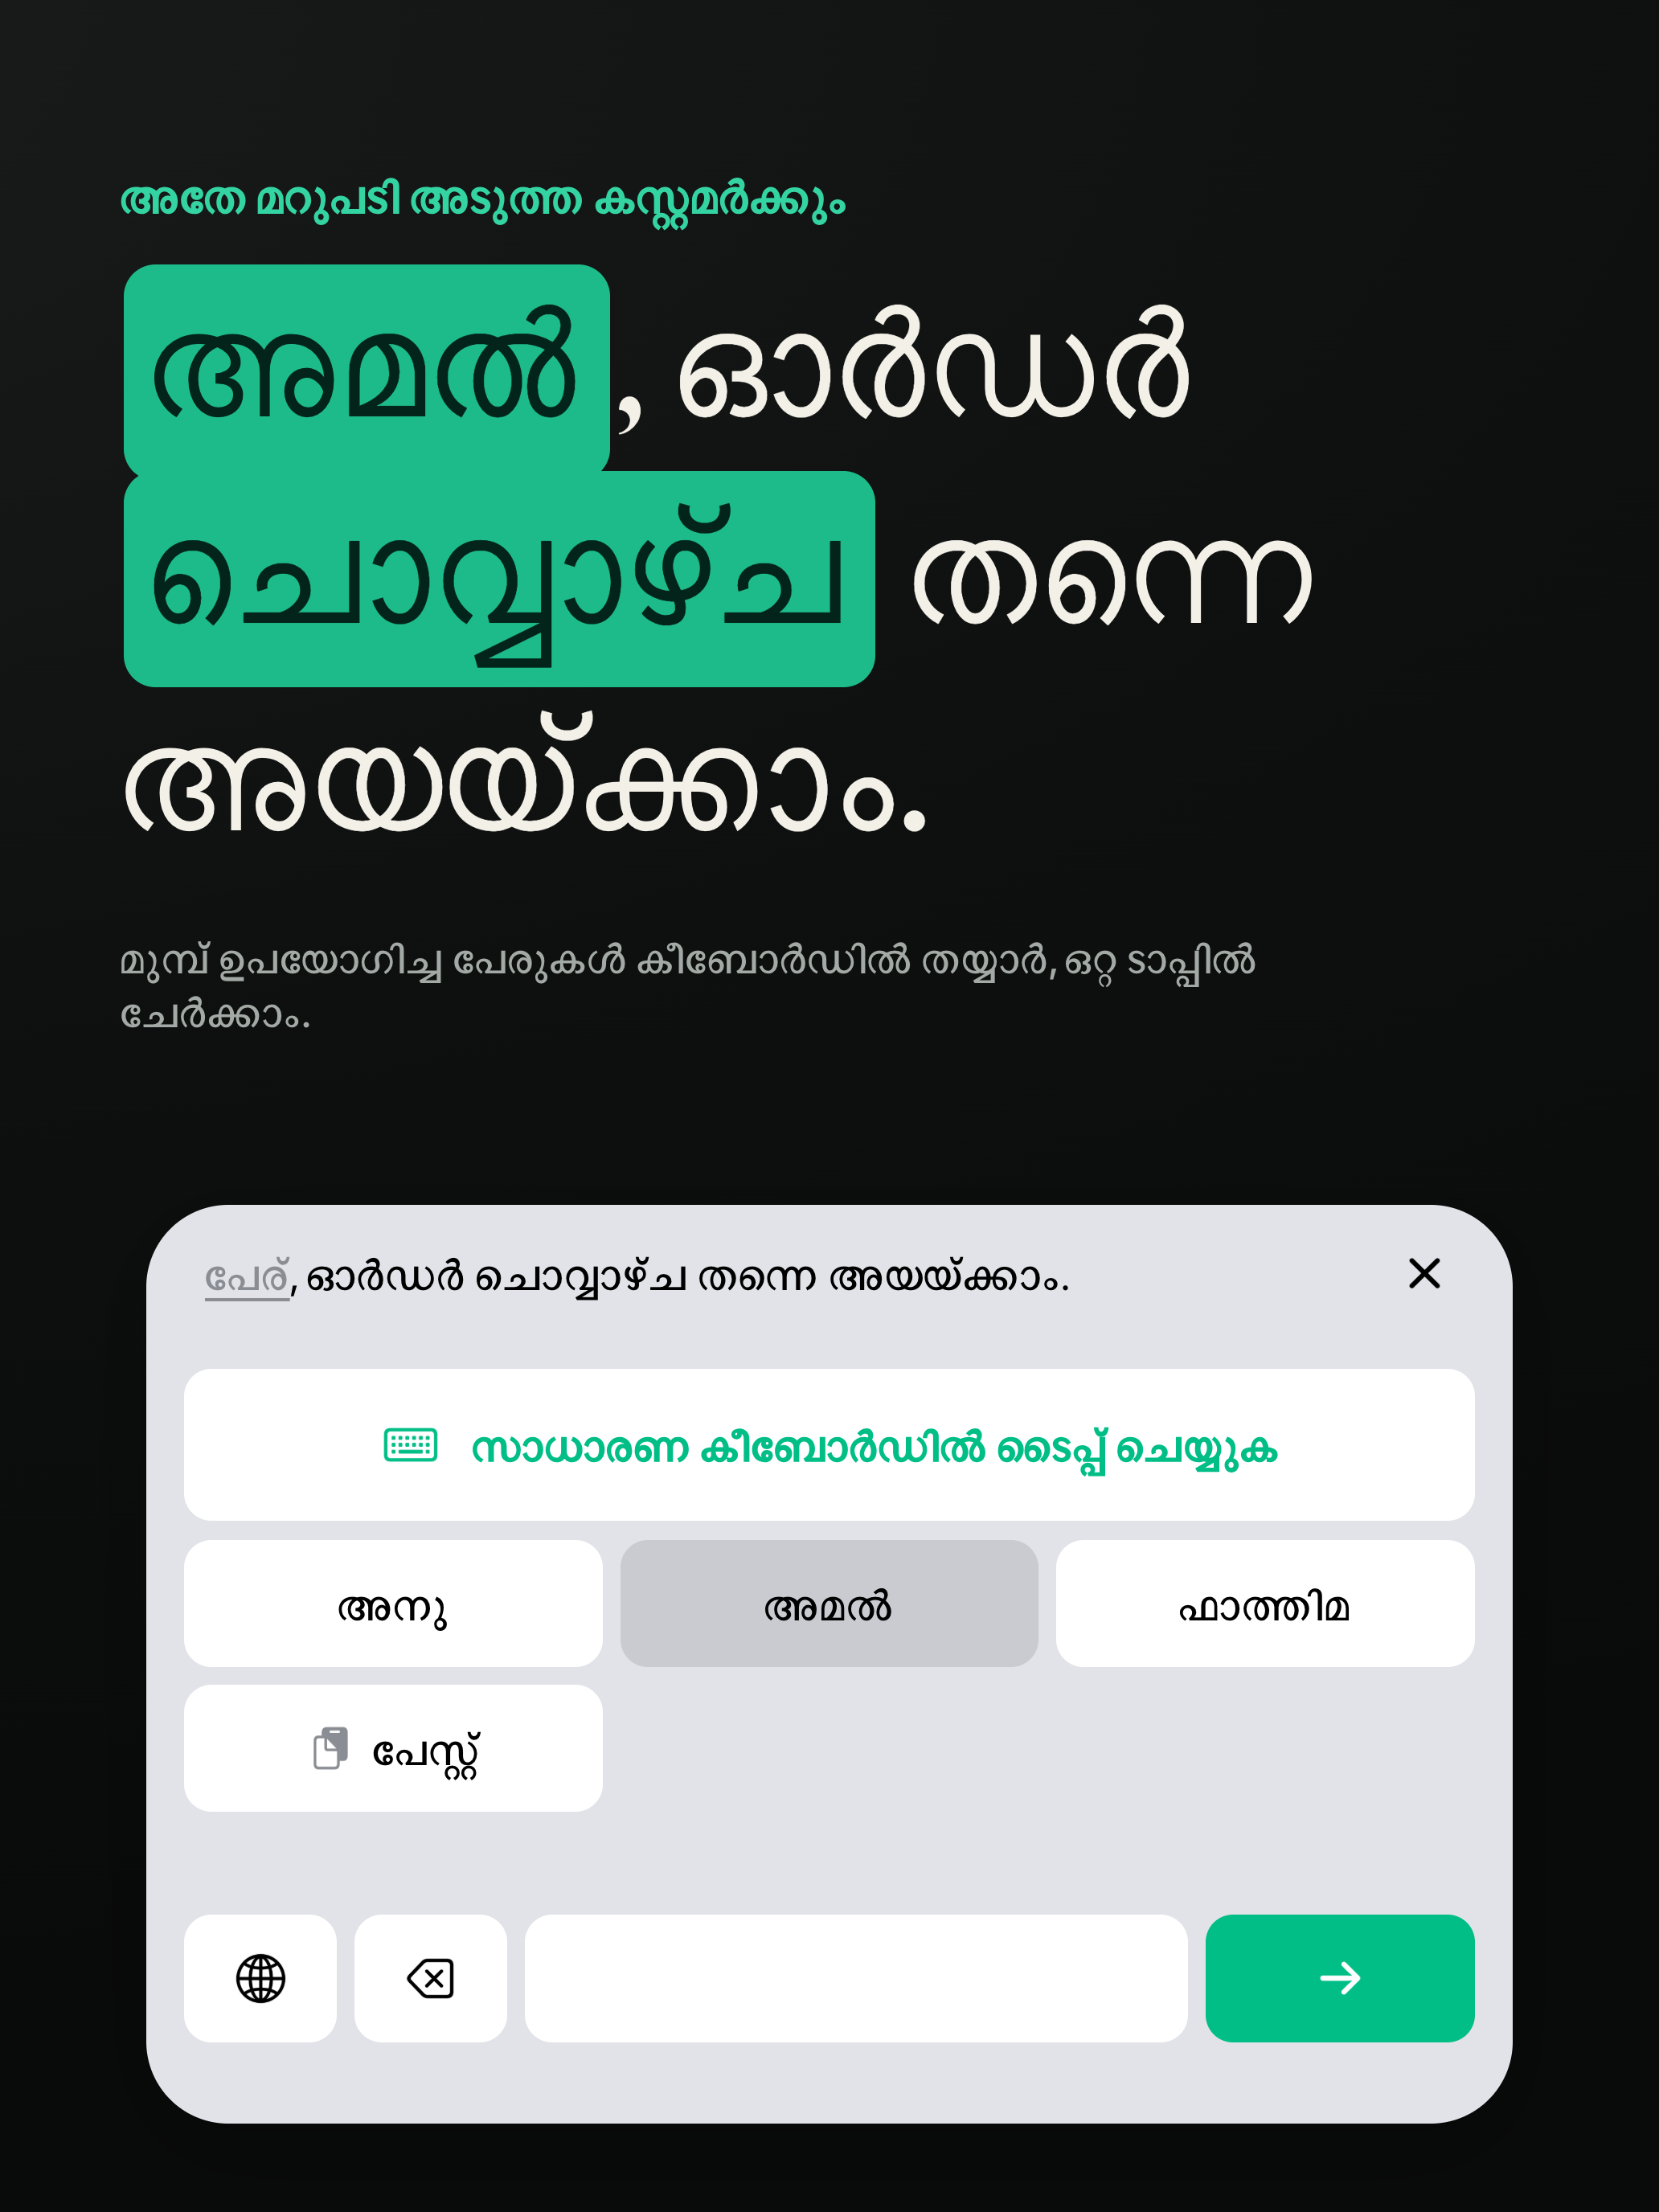 അതേ മറുപടി അടുത്ത കസ്റ്റമർക്കും
അമൽ, ഓർഡർ
ചൊവ്വാഴ്ച തന്നെ
അയയ്ക്കാം.
മുമ്പ് ഉപയോഗിച്ച പേരുകൾ കീബോർഡിൽ തയ്യാർ, ഒറ്റ ടാപ്പിൽ
ചേർക്കാം.
പേര്, ഓർഡർ ചൊവ്വാഴ്ച തന്നെ അയയ്ക്കാം.
സാധാരണ കീബോർഡിൽ ടൈപ്പ് ചെയ്യുക
അനു
അമൽ
ഫാത്തിമ
പേസ്റ്റ്